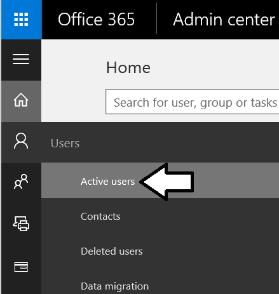 Office 365
Admin center
Home
Search for user, group or tasks
Users
Active users
Contacts
Deleted users
Data migration